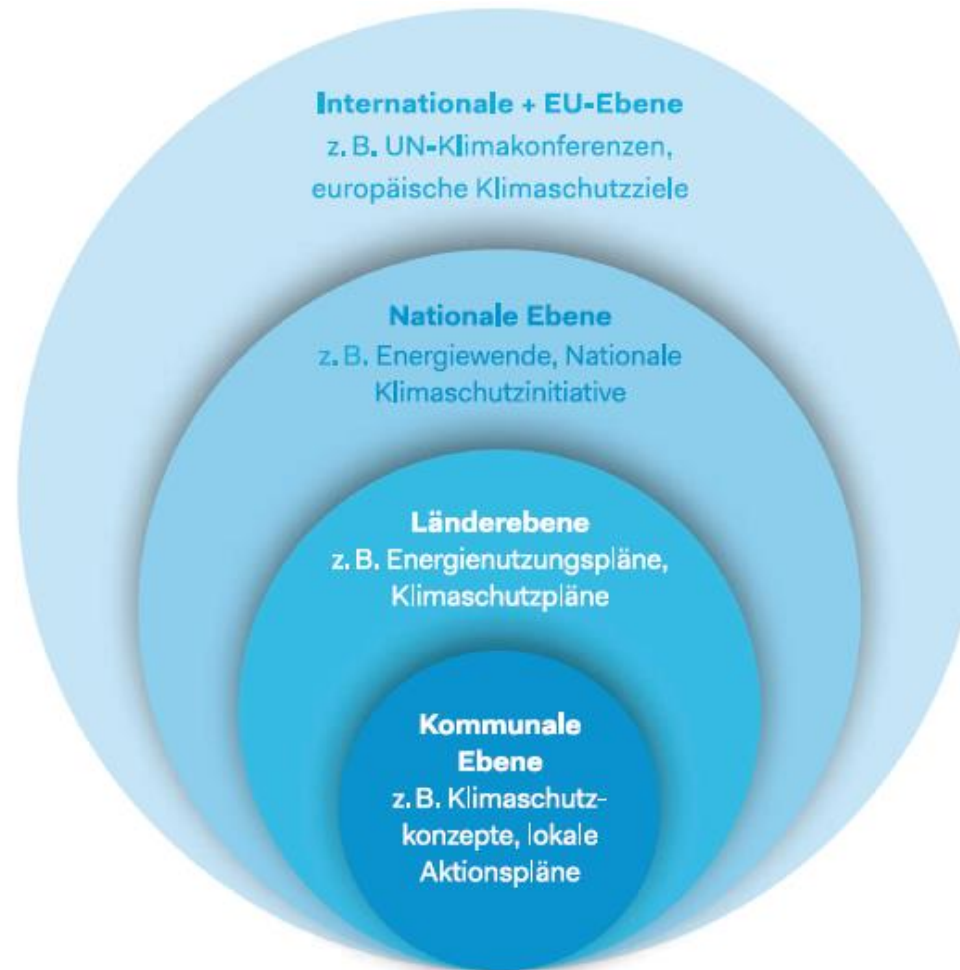 Internationale + EU-Ebene
z. B. UN-Klimakonferenzen,
europäische Klimaschutzziele
Nationale Ebene
z. B. Energiewende, Nationale
Klimaschutzinitiative
Länderebene
z. B. Energienutzungspläne,
Klimaschutzpläne
Kommunale
Ebene
z. B. Klimaschutz-
konzepte, lokale
Aktionspläne